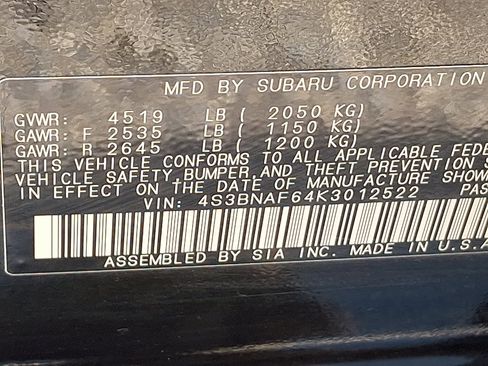 MFD BY SUBARU CORPORATION
GVWR: 4519 LB ( 2050 KG)
GAWR: F 2535 LB ( 1150 KG)
GAWR: R 2645 LB ( 1200 KG)
THIS VEHICLE CONFORMS TO ALL APPLICABLE FEDE
VEHICLE SAFETY, BUMPER AND THEFT PREVENTION S
IN EFFECT ON THE DATE OF MANUFACTURE SHOW
VIN: 4S3BNAF64K3012522 PAS
ASSEMBLED BY SIA INC. MADE IN U.S.A